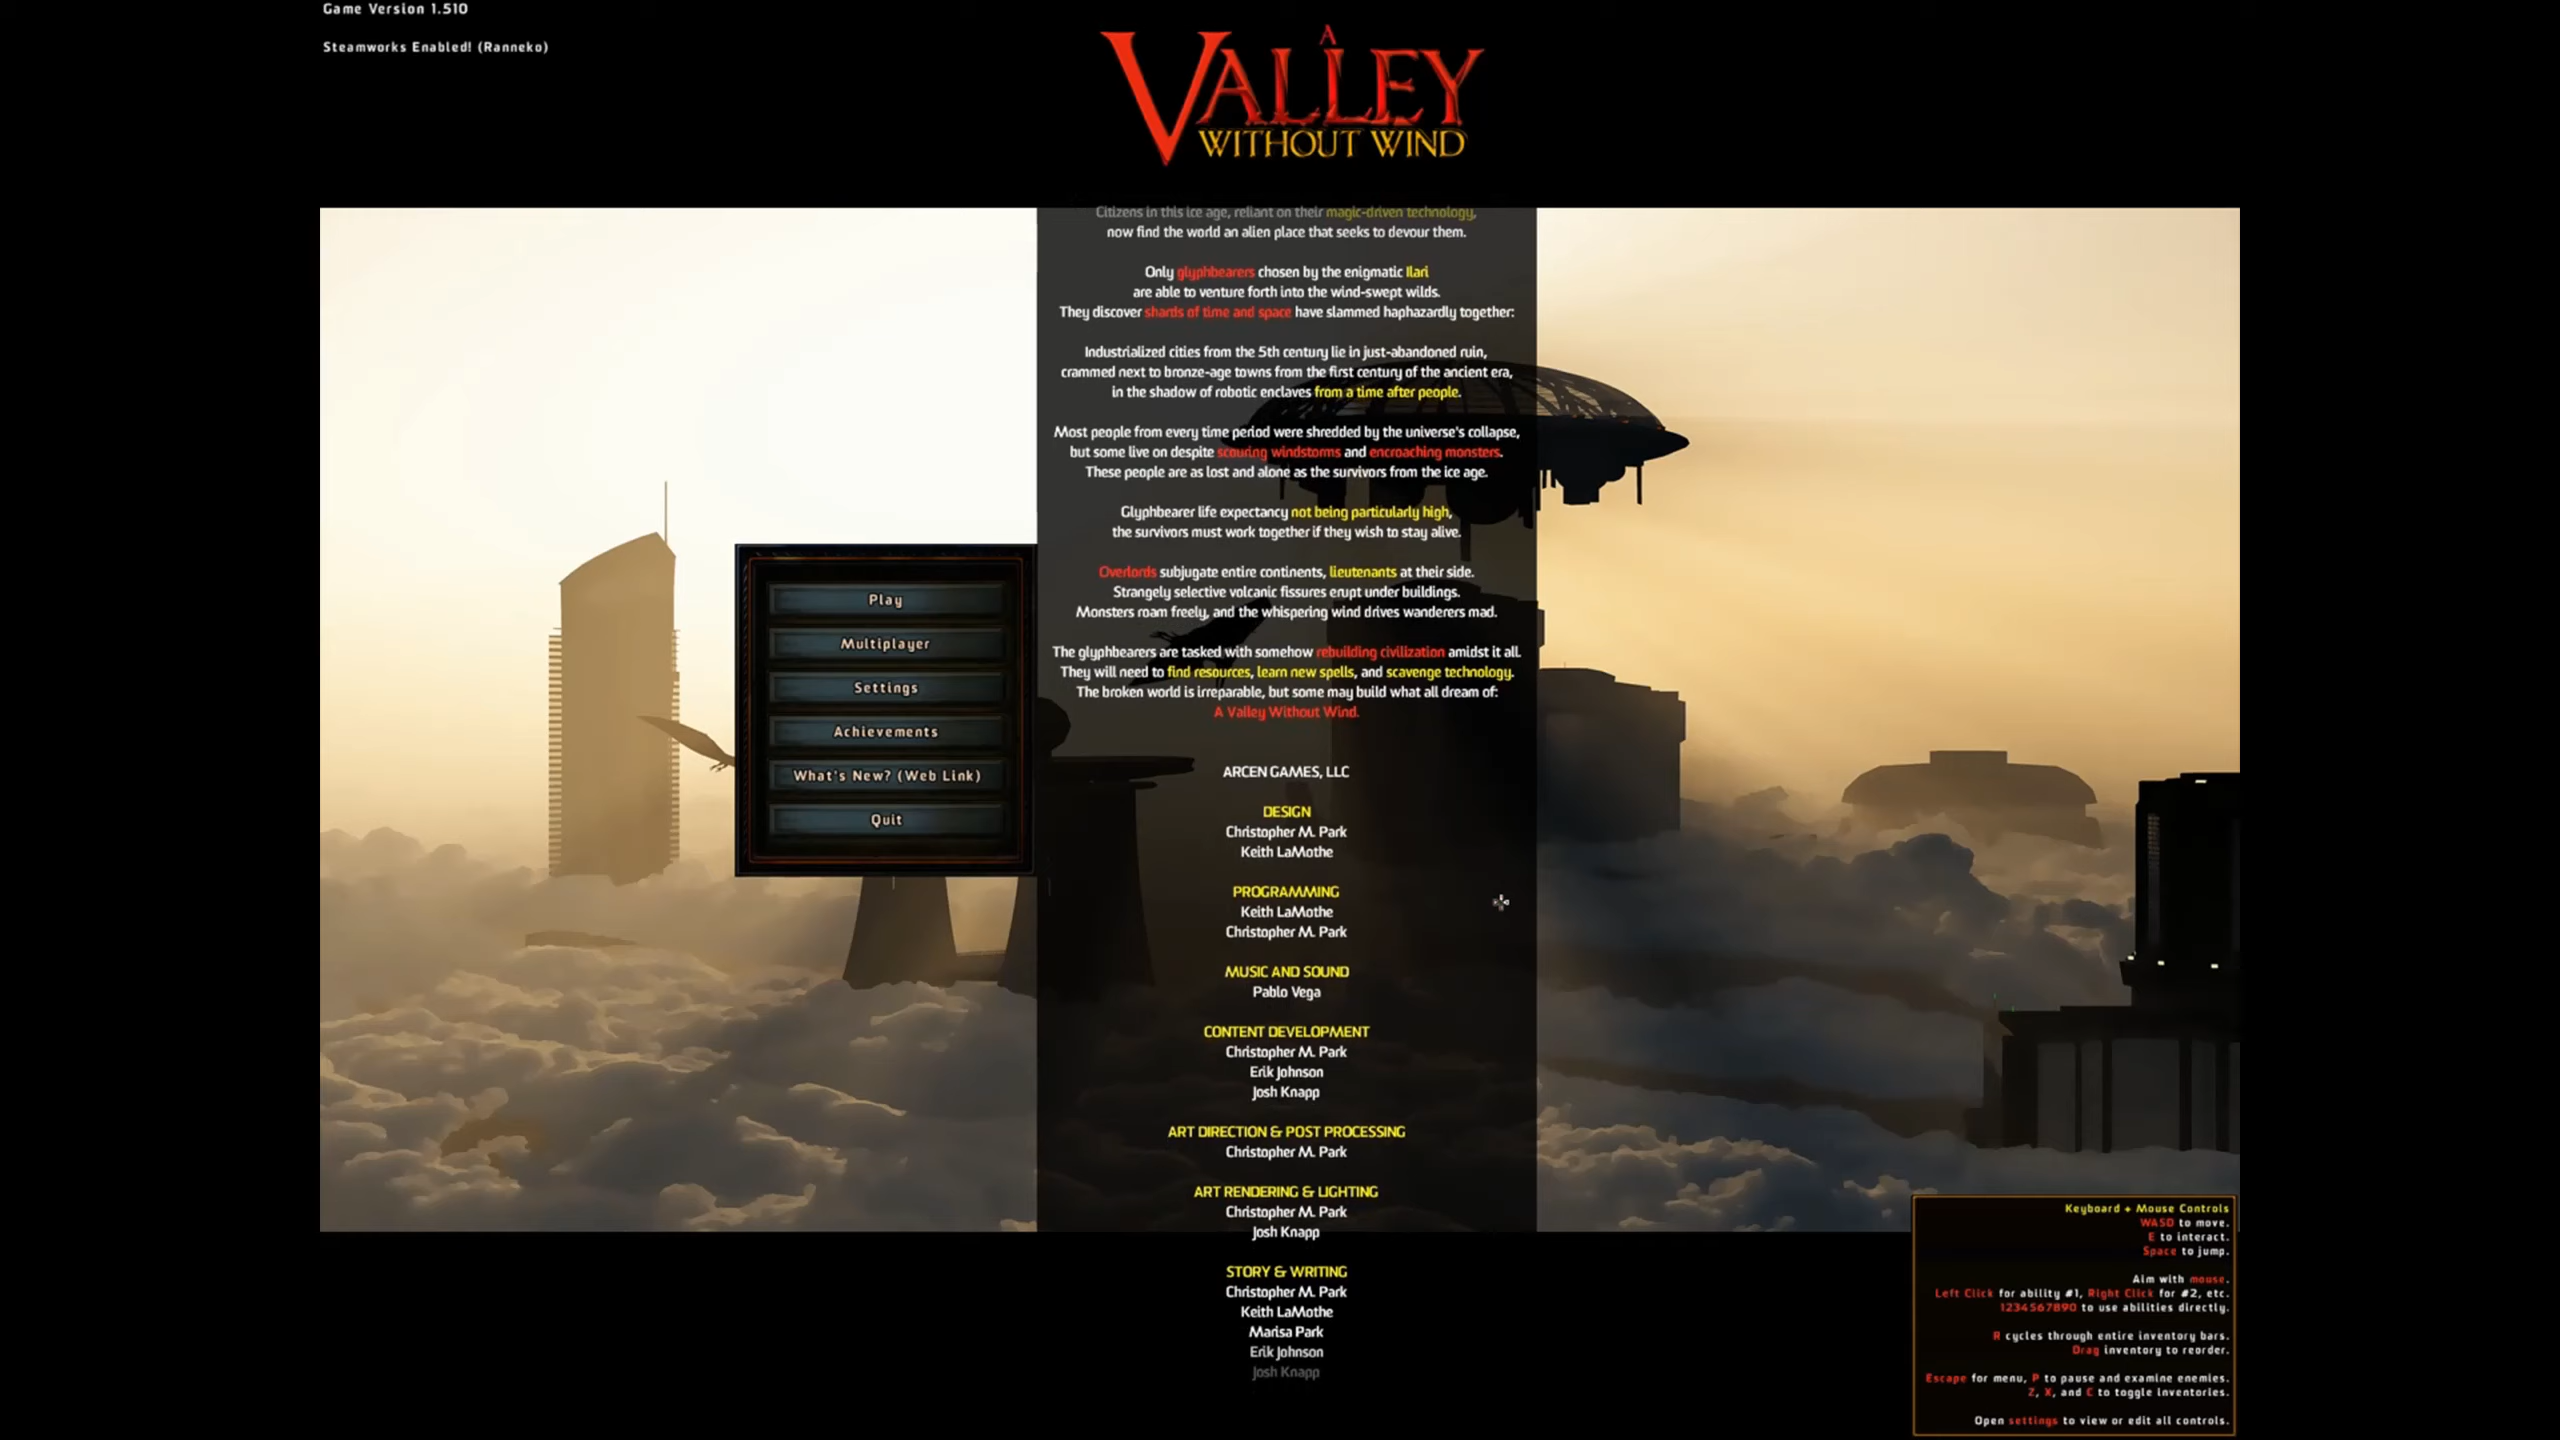 Game Version 1.510
Steamworks Enabled! (Ranneko)
A
VALLEY
WITHOUT WIND
Citizens in this ice age, reliant on their magic-driven technology,
now find the world an alien place that seeks to devour them.
Only glyphbearers chosen by the enigmatic Ilari
are able to venture forth into the wind-swept wilds.
They discover shards of time and space have slammed haphazardly together:
Industrialized cities from the 5th century lie in just-abandoned ruin,
crammed next to bronze-age towns from the first century of the ancient era,
in the shadow of robotic enclaves from a time after people.
Most people from every time period were shredded by the universe's collapse,
but some live on despite scouring windstorms and encroaching monsters.
These people are as lost and alone as the survivors from the ice age.
Glyphbearer life expectancy not being particularly high,
the survivors must work together if they wish to stay alive.
Overlords subjugate entire continents, lieutenants at their side.
Strangely selective volcanic fissures erupt under buildings.
Monsters roam freely, and the whispering wind drives wanderers mad.
The glyphbearers are tasked with somehow rebuilding civilization amidst it all.
They will need to find resources, learn new spells, and scavenge technology.
The broken world is irreparable, but some may build what all dream of:
A Valley Without Wind.
ARCEN GAMES, LLC
DESIGN
Christopher M. Park
Keith LaMothe
PROGRAMMING
Keith LaMothe
Christopher M. Park
MUSIC AND SOUND
Pablo Vega
CONTENT DEVELOPMENT
Christopher M. Park
Erik Johnson
Josh Knapp
ART DIRECTION & POST PROCESSING
Christopher M. Park
ART RENDERING & LIGHTING
Christopher M. Park
Josh Knapp
STORY & WRITING
Christopher M. Park
Keith LaMothe
Marisa Park
Erik Johnson
Josh Knapp
Play
Multiplayer
Settings
Achievements
What's New? (Web Link)
Quit
Keyboard + Mouse Controls
WASD to move.
E to interact.
Space to jump.
Aim with mouse.
Left Click for ability #1, Right Click for #2, etc.
1234567890 to use abilities directly.
R cycles through entire inventory bars.
Drag inventory to reorder.
Escape for menu, P to pause and examine enemies.
Z, X, and C to toggle inventories.
Open settings to view or edit all controls.